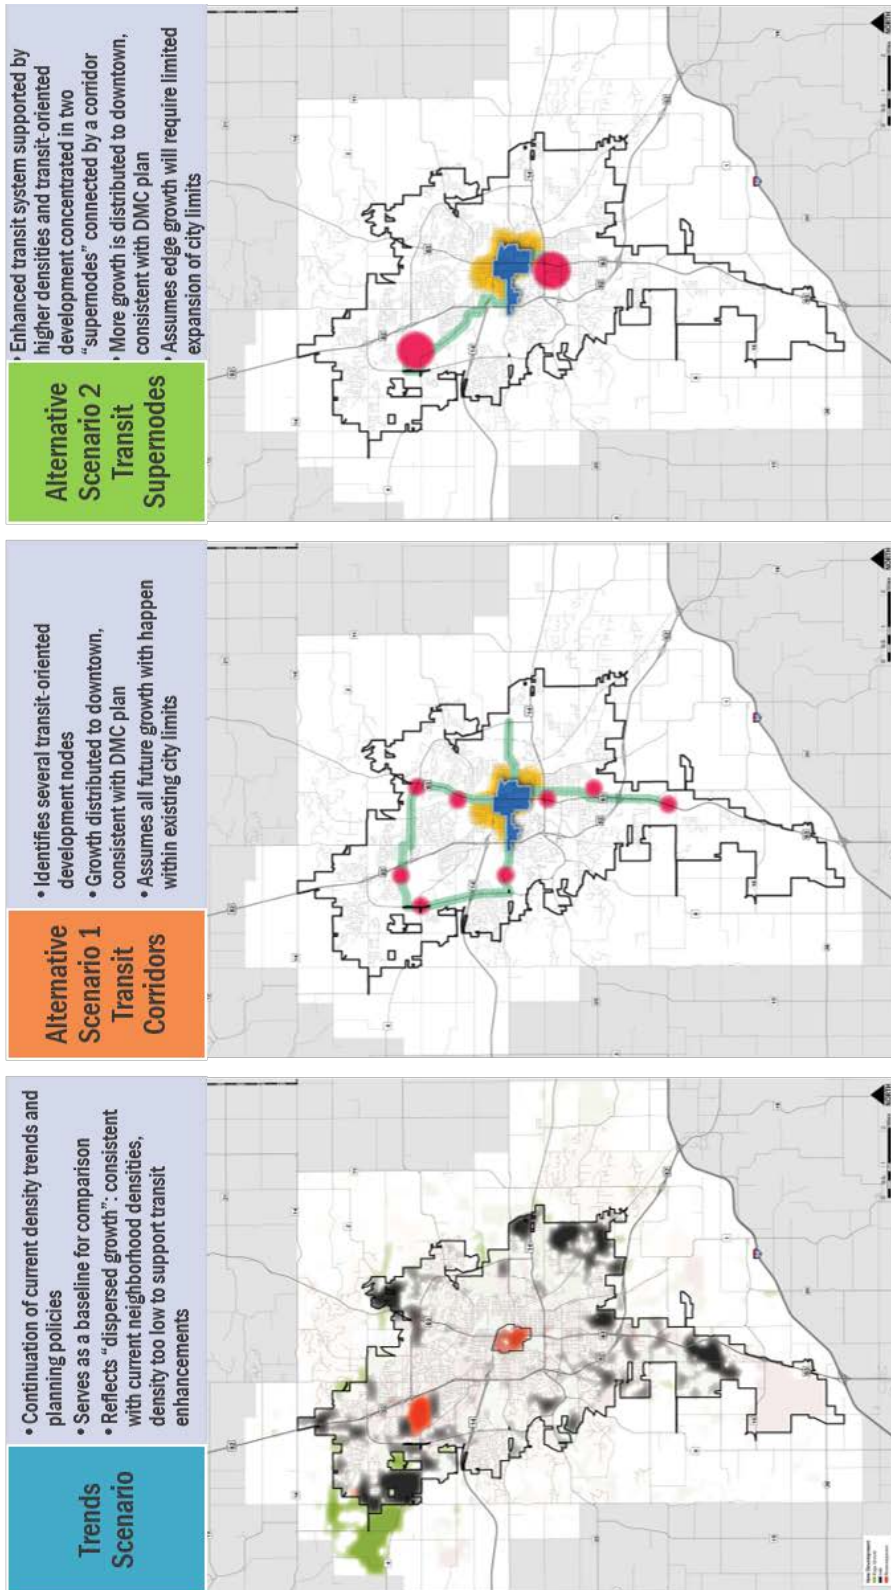 Trends
Scenario
• Continuation of current density trends and
planning policies
• Serves as a baseline for comparison
• Reflects “dispersed growth”: consistent
with current neighborhood densities,
density too low to support transit
enhancements
Alternative
Scenario 1
Transit
Corridors
• Identifies several transit-oriented
development nodes
• Growth distributed to downtown,
consistent with DMC plan
• Assumes all future growth with happen
within existing city limits
Alternative
Scenario 2
Transit
Supernodes
• Enhanced transit system supported by
higher densities and transit-oriented
development concentrated in two
“supernodes” connected by a corridor
• More growth is distributed to downtown,
consistent with DMC plan
• Assumes edge growth will require limited
expansion of city limits